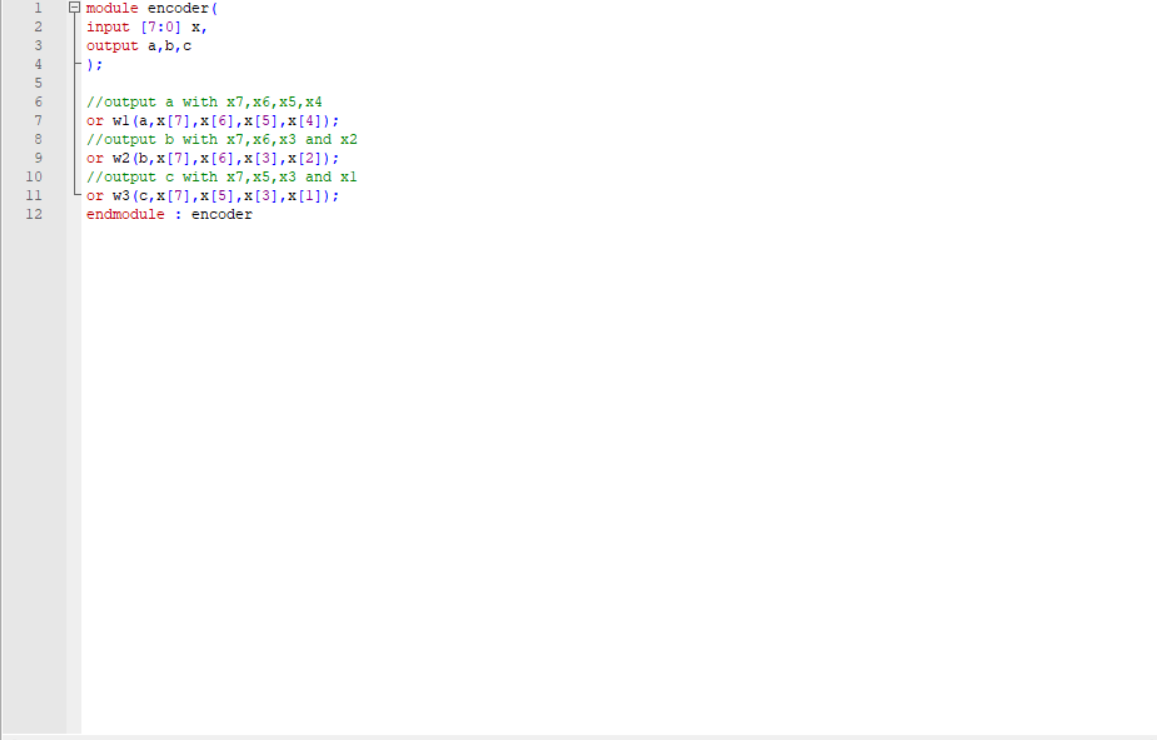 1 module encoder(
2 input [7:0] x,
3 output a,b,c
4 );
5
6 //output a with x7,x6,x5,x4
7 or w1(a,x[7],x[6],x[5],x[4]);
8 //output b with x7,x6,x3 and x2
9 or w2(b,x[7],x[6],x[3],x[2]);
10 //output c with x7,x5,x3 and x1
11 or w3(c,x[7],x[5],x[3],x[1]);
12 endmodule : encoder